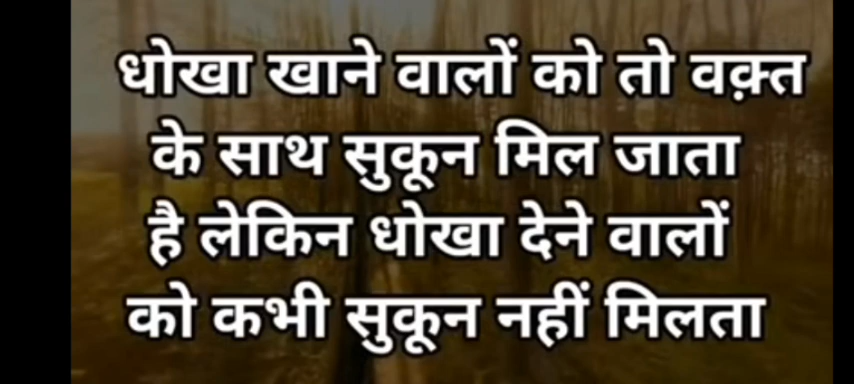 धोखा खाने वालों को तो वक़्त
के साथ सुकून मिल जाता
है लेकिन धोखा देने वालों
को कभी सुकून नहीं मिलता